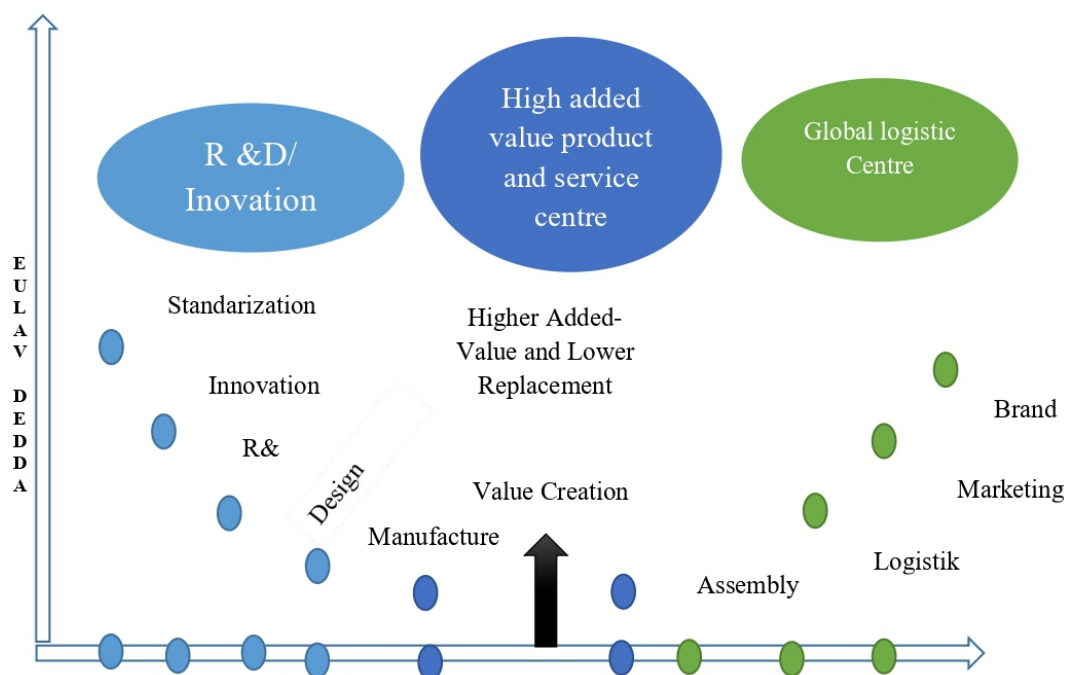 R &D/
Inovation
High added
value product
and service
centre
Global logistic
Centre
E
U
L
A
V
D
E
D
D
A
Standarization
Higher Added-
Value and Lower
Replacement
Innovation
R&
Design
Value Creation
Manufacture
Brand
Marketing
Logistik
Assembly